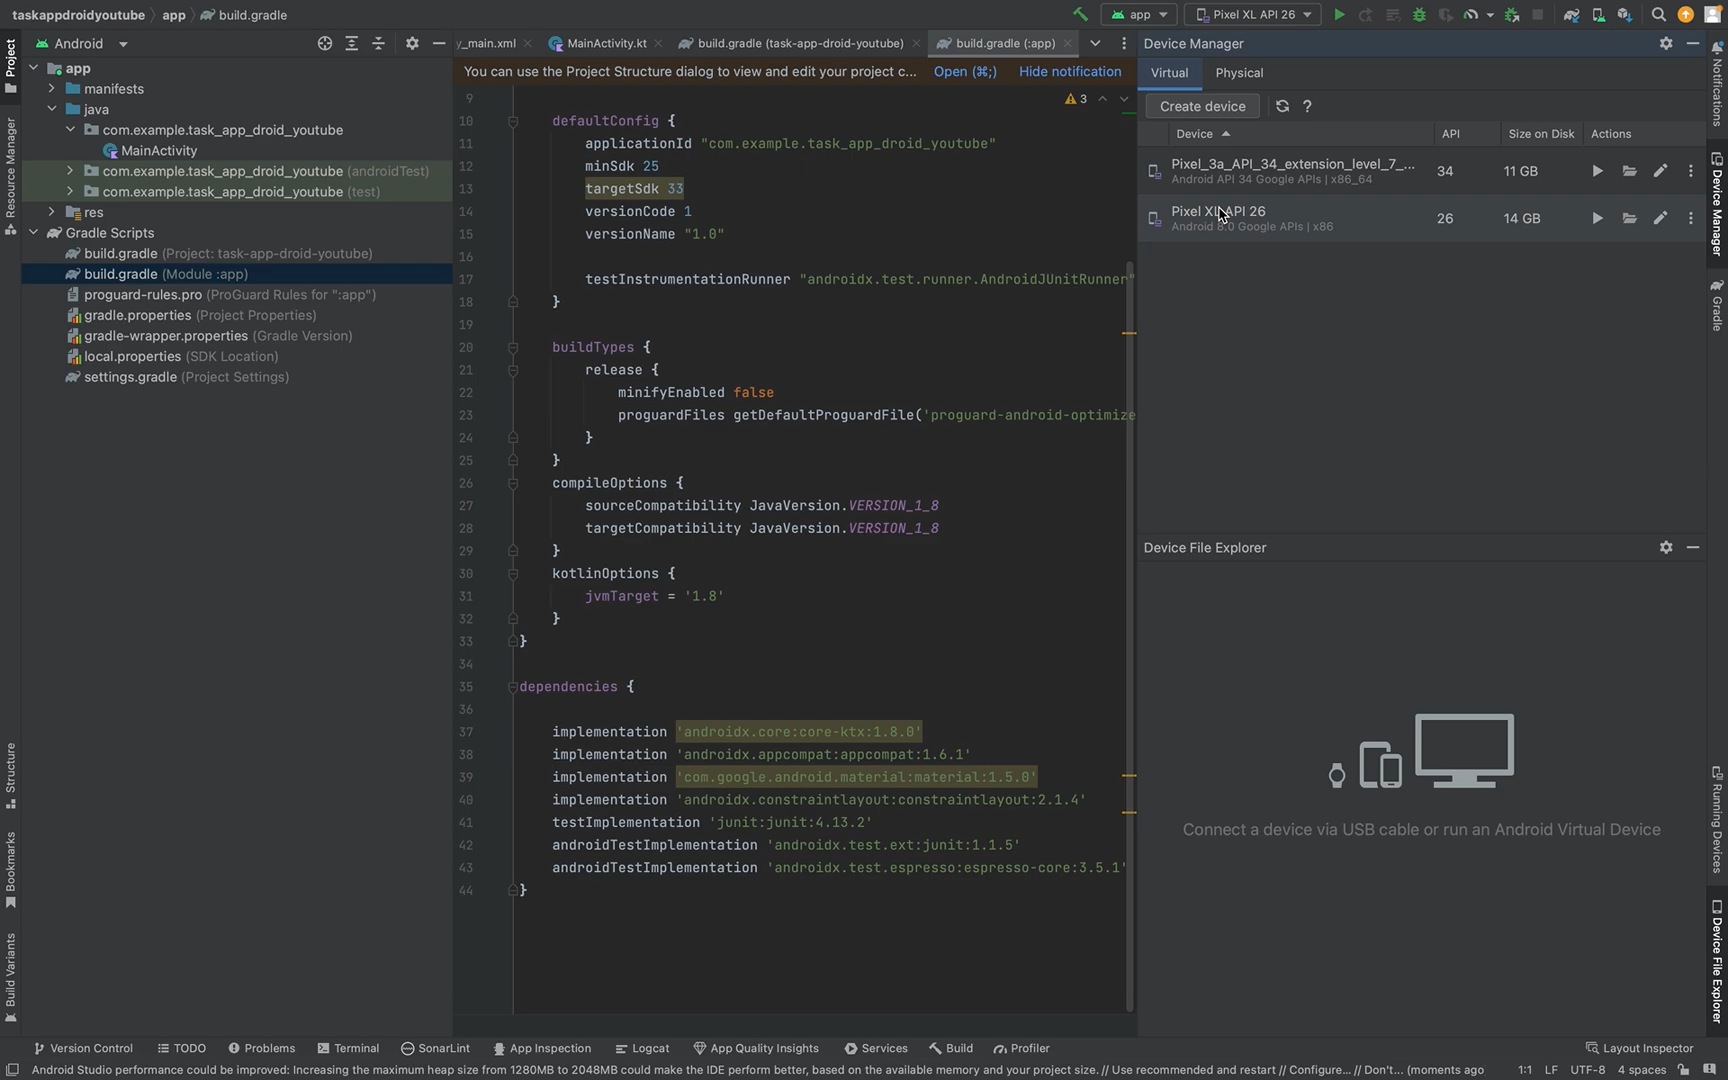 taskappdroidyoutube app build.gradle
app Pixel XL API 26
Android
y_main.xml MainActivity.kt build.gradle (task-app-droid-youtube) build.gradle (:app)
You can use the Project Structure dialog to view and edit your project c... Open (⌘;) Hide notification
Project
Resource Manager
Structure
Bookmarks
Build Variants
app
manifests
java
com.example.task_app_droid_youtube
MainActivity
com.example.task_app_droid_youtube (androidTest)
com.example.task_app_droid_youtube (test)
res
Gradle Scripts
build.gradle (Project: task-app-droid-youtube)
build.gradle (Module :app)
proguard-rules.pro (ProGuard Rules for ":app")
gradle.properties (Project Properties)
gradle-wrapper.properties (Gradle Version)
local.properties (SDK Location)
settings.gradle (Project Settings)
3
9
10 defaultConfig {
11 applicationId "com.example.task_app_droid_youtube"
12 minSdk 25
13 targetSdk 33
14 versionCode 1
15 versionName "1.0"
16
17 testInstrumentationRunner "androidx.test.runner.AndroidJUnitRunner"
18 }
19
20 buildTypes {
21 release {
22 minifyEnabled false
23 proguardFiles getDefaultProguardFile('proguard-android-optimize
24 }
25 }
26 compileOptions {
27 sourceCompatibility JavaVersion.VERSION_1_8
28 targetCompatibility JavaVersion.VERSION_1_8
29 }
30 kotlinOptions {
31 jvmTarget = '1.8'
32 }
33 }
34
35 dependencies {
36
37 implementation 'androidx.core:core-ktx:1.8.0'
38 implementation 'androidx.appcompat:appcompat:1.6.1'
39 implementation 'com.google.android.material:material:1.5.0'
40 implementation 'androidx.constraintlayout:constraintlayout:2.1.4'
41 testImplementation 'junit:junit:4.13.2'
42 androidTestImplementation 'androidx.test.ext:junit:1.1.5'
43 androidTestImplementation 'androidx.test.espresso:espresso-core:3.5.1'
44 }
Device Manager
Virtual Physical
Create device ?
Device API Size on Disk Actions
Pixel_3a_API_34_extension_level_7_... 34 11 GB
Android API 34 Google APIs | x86_64
Pixel XL API 26 26 14 GB
Android 8.0 Google APIs | x86
Device File Explorer
Connect a device via USB cable or run an Android Virtual Device
Notifications
Device Manager
Gradle
Running Devices
Device File Explorer
Version Control TODO Problems Terminal SonarLint App Inspection Logcat App Quality Insights Services Build Profiler Layout Inspector
Android Studio performance could be improved: Increasing the maximum heap size from 1280MB to 2048MB could make the IDE perform better, based on the available memory and your project size. // Use recommended and restart // Configure... // Don't... (moments ago 1:1 LF UTF-8 4 spaces